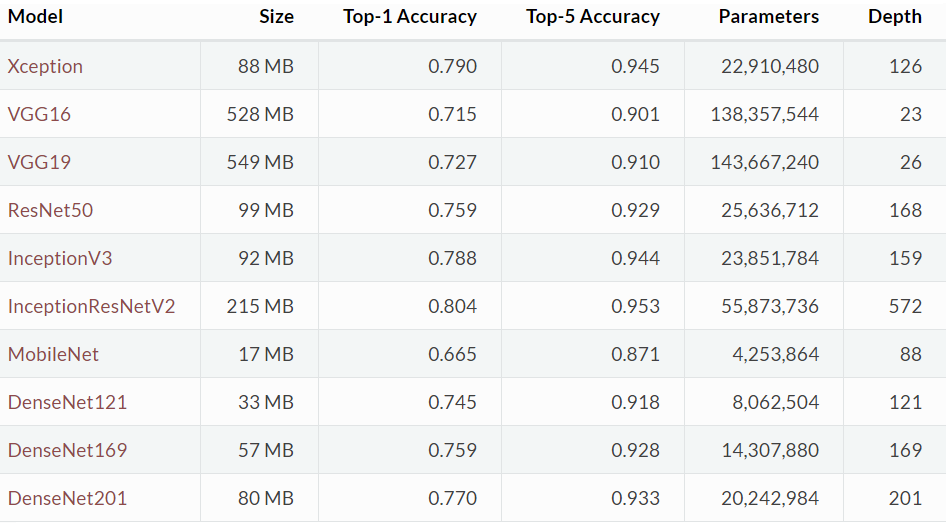 Model Size Top-1 Accuracy Top-5 Accuracy Parameters Depth
Xception 88 MB 0.790 0.945 22,910,480 126
VGG16 528 MB 0.715 0.901 138,357,544 23
VGG19 549 MB 0.727 0.910 143,667,240 26
ResNet50 99 MB 0.759 0.929 25,636,712 168
InceptionV3 92 MB 0.788 0.944 23,851,784 159
InceptionResNetV2 215 MB 0.804 0.953 55,873,736 572
MobileNet 17 MB 0.665 0.871 4,253,864 88
DenseNet121 33 MB 0.745 0.918 8,062,504 121
DenseNet169 57 MB 0.759 0.928 14,307,880 169
DenseNet201 80 MB 0.770 0.933 20,242,984 201